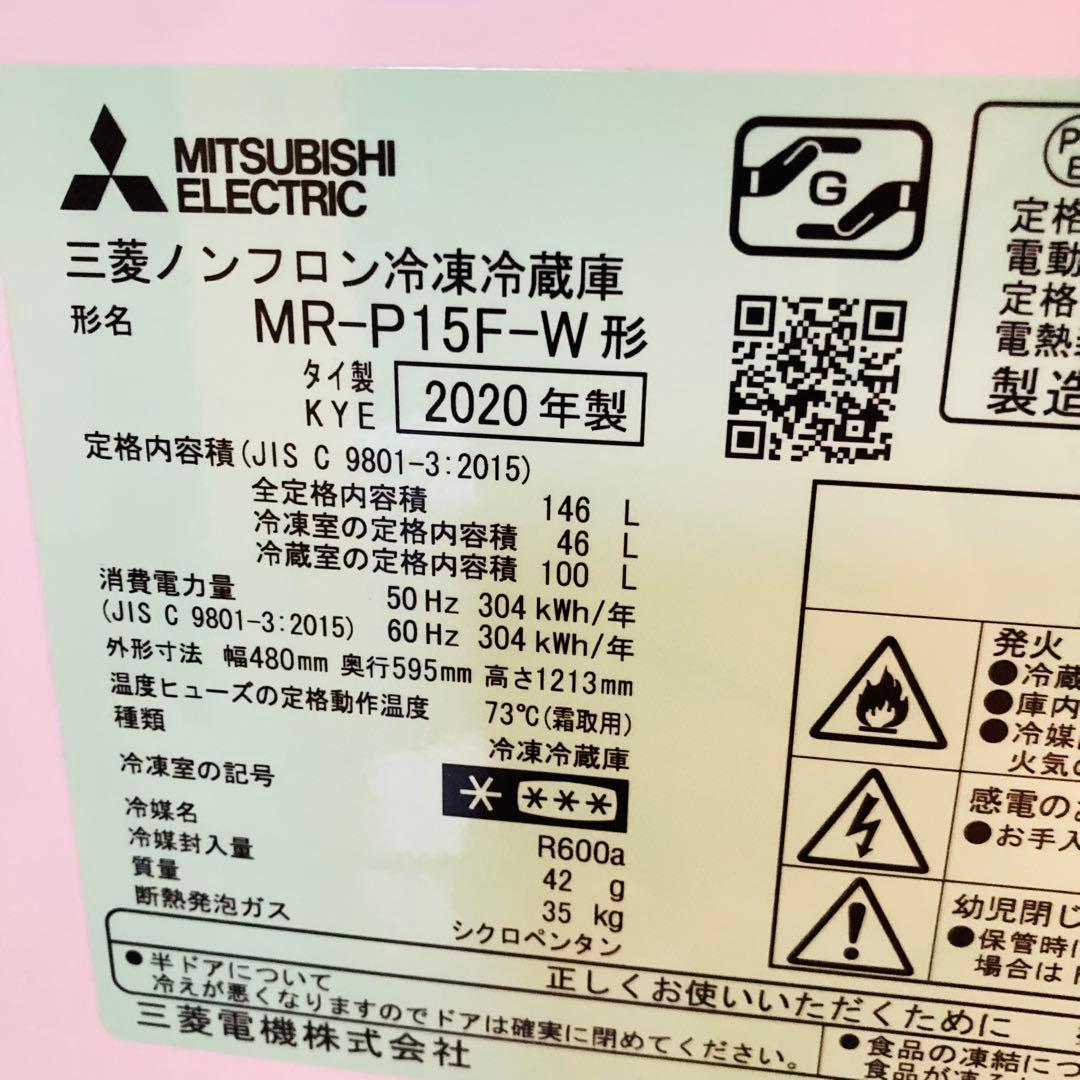 MITSUBISHI
ELECTRIC
三菱ノンフロン冷凍冷蔵庫
形名 MR-P15F-W形
タイ製
KYE 2020年製
定格内容積(JIS C 9801-3:2015)
全定格内容積 146 L
冷凍室の定格内容積 46 L
冷蔵室の定格内容積 100 L
消費電力量 50Hz 304kWh/年
(JIS C 9801-3:2015) 60Hz 304kWh/年
外形寸法 幅480mm 奥行595mm 高さ1213mm
温度ヒューズの定格動作温度 73℃(霜取用)
種類 冷凍冷蔵庫
冷凍室の記号 * ***
冷媒名 R600a
冷媒封入量 42 g
質量 35 kg
断熱発泡ガス シクロペンタン
正しくお使いいただくために
●半ドアについて
冷えが悪くなりますのでドアは確実に閉めてください。
三菱電機株式会社
G
PS
E
定格
電動
定格
電熱
製造
発火
●冷蔵
●庫内
●冷媒
火気の
感電の
●お手入
幼児閉じ
●保管時
場合は
●食品の凍結につ
食品が凍る